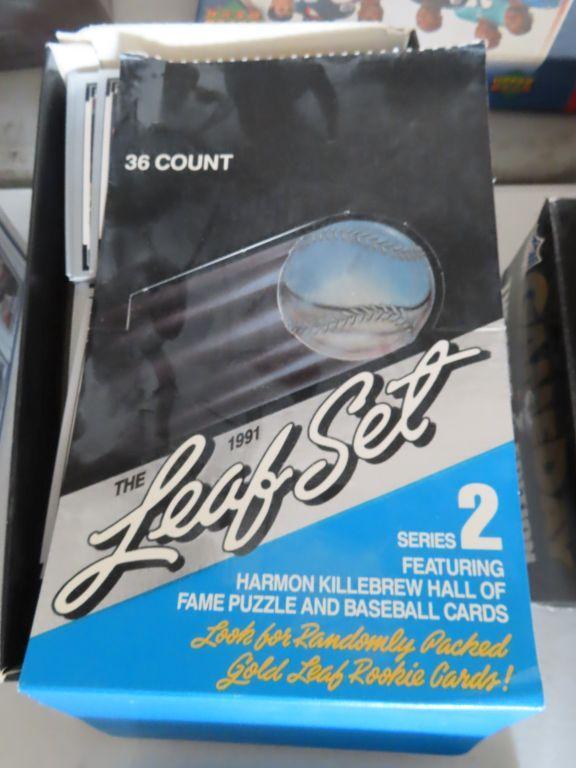 36 COUNT
THE 1991
Leaf Set
SERIES 2
FEATURING
HARMON KILLEBREW HALL OF
FAME PUZZLE AND BASEBALL CARDS
Look for Randomly Packed
Gold Leaf Rookie Cards!
GAMEDAY